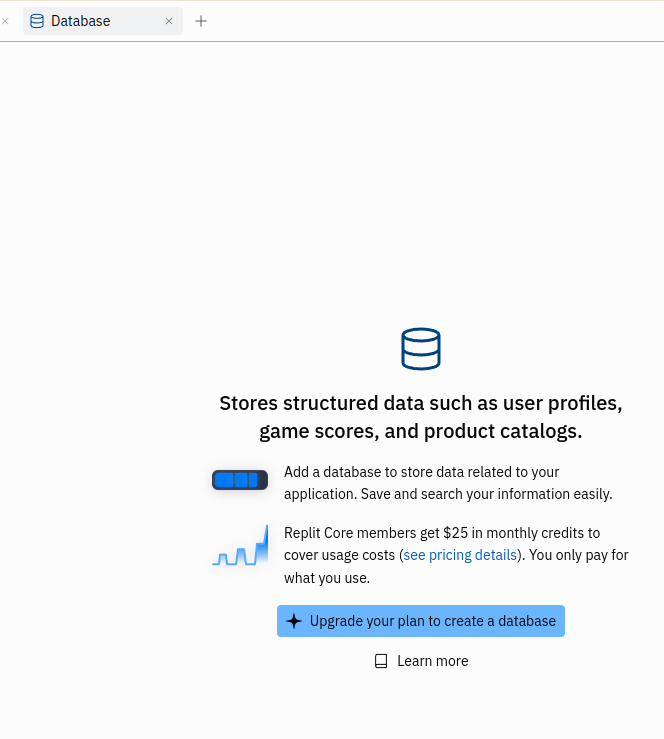 Database
Stores structured data such as user profiles,
game scores, and product catalogs.
Add a database to store data related to your
application. Save and search your information easily.
Replit Core members get $25 in monthly credits to
cover usage costs (see pricing details). You only pay for
what you use.
Upgrade your plan to create a database
Learn more